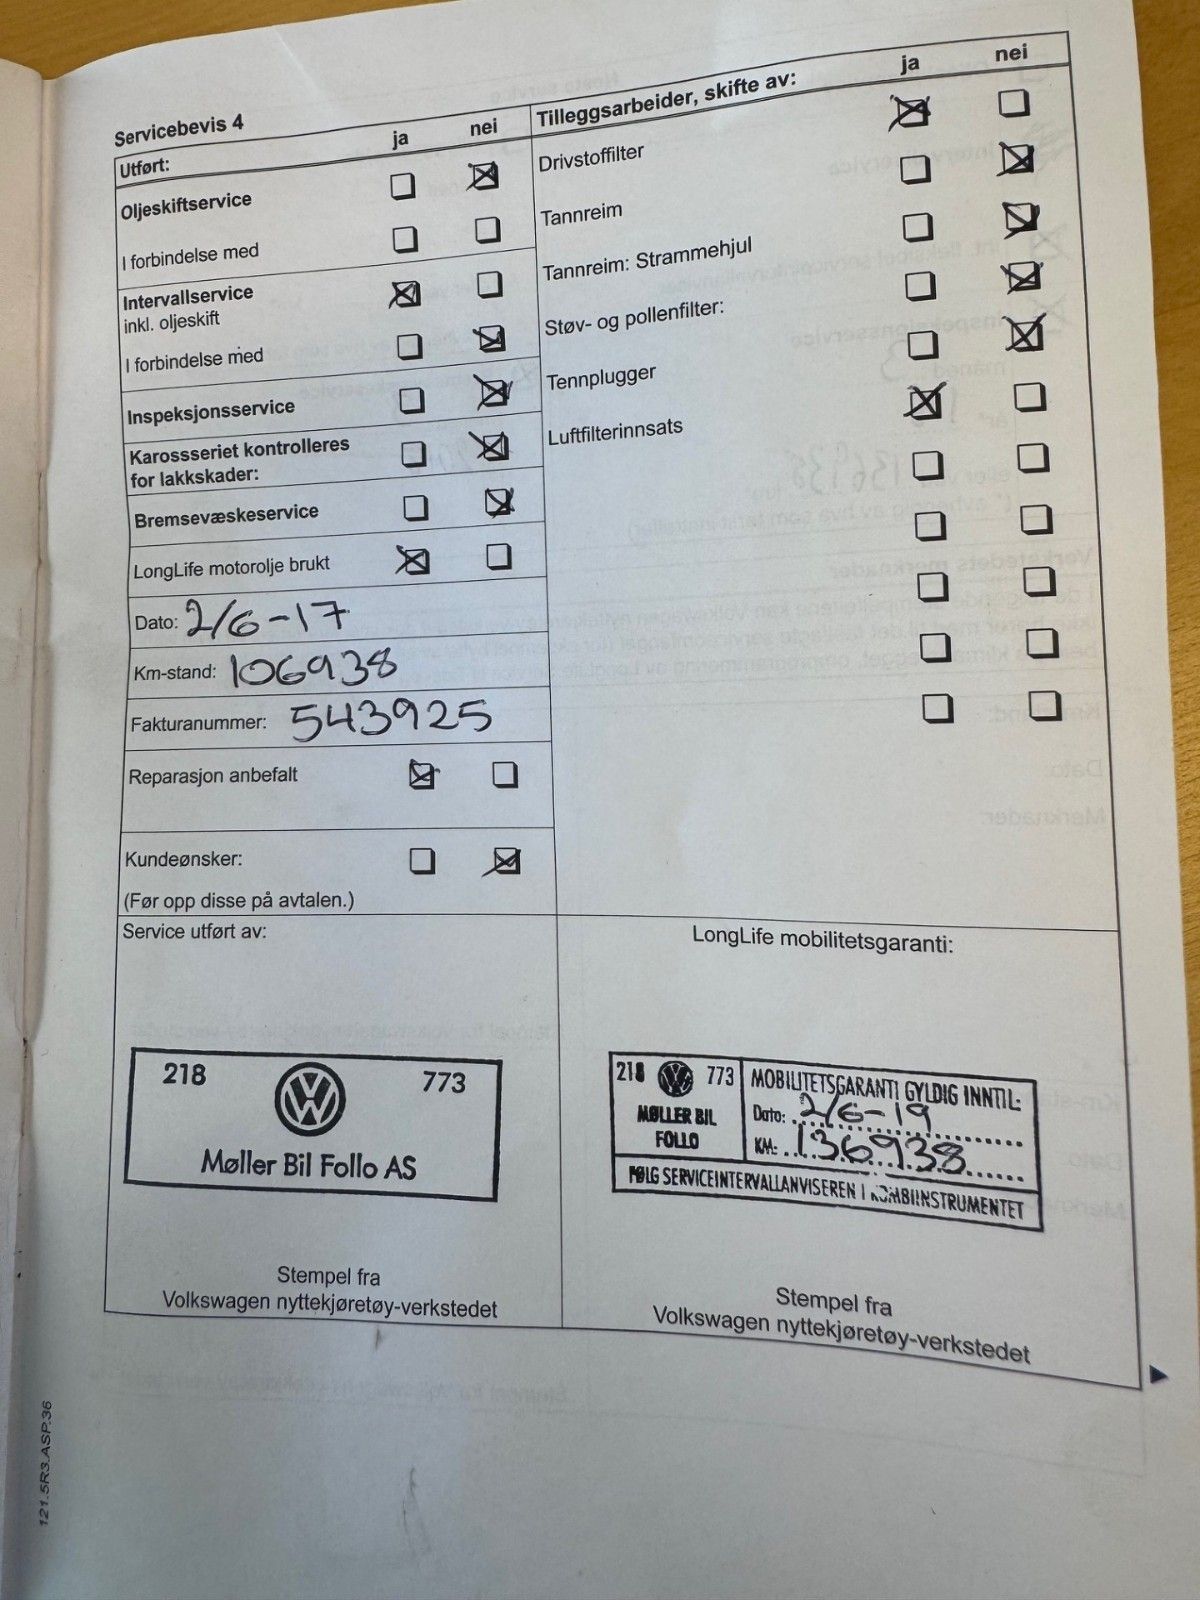 Servicebevis 4
ja
nei
Utført:
Oljeskiftservice
I forbindelse med
Intervallservice
inkl. oljeskift
I forbindelse med
Inspeksjonsservice
Karossseriet kontrolleres
for lakkskader:
Bremsevæskeservice
LongLife motorolje brukt
Dato: 2/6-17
Km-stand: 106938
Fakturanummer: 543925
Reparasjon anbefalt
Kundeønsker:
(Før opp disse på avtalen.)
Tilleggsarbeider, skifte av:
ja
nei
Drivstoffilter
Tannreim
Tannreim: Strammehjul
Støv- og pollenfilter:
Tennplugger
Luftfilterinnsats
Service utført av:
218 773
Møller Bil Follo AS
Stempel fra
Volkswagen nyttekjøretøy-verkstedet
LongLife mobilitetsgaranti:
218 773
MØLLER BIL
FOLLO
MOBILITETSGARANTI GYLDIG INNTIL:
Dato: 2/6-19
KM: 136938
FØLG SERVICEINTERVALLANVISEREN I KOMBIINSTRUMENTET
Stempel fra
Volkswagen nyttekjøretøy-verkstedet
121.5R3.ASP.36